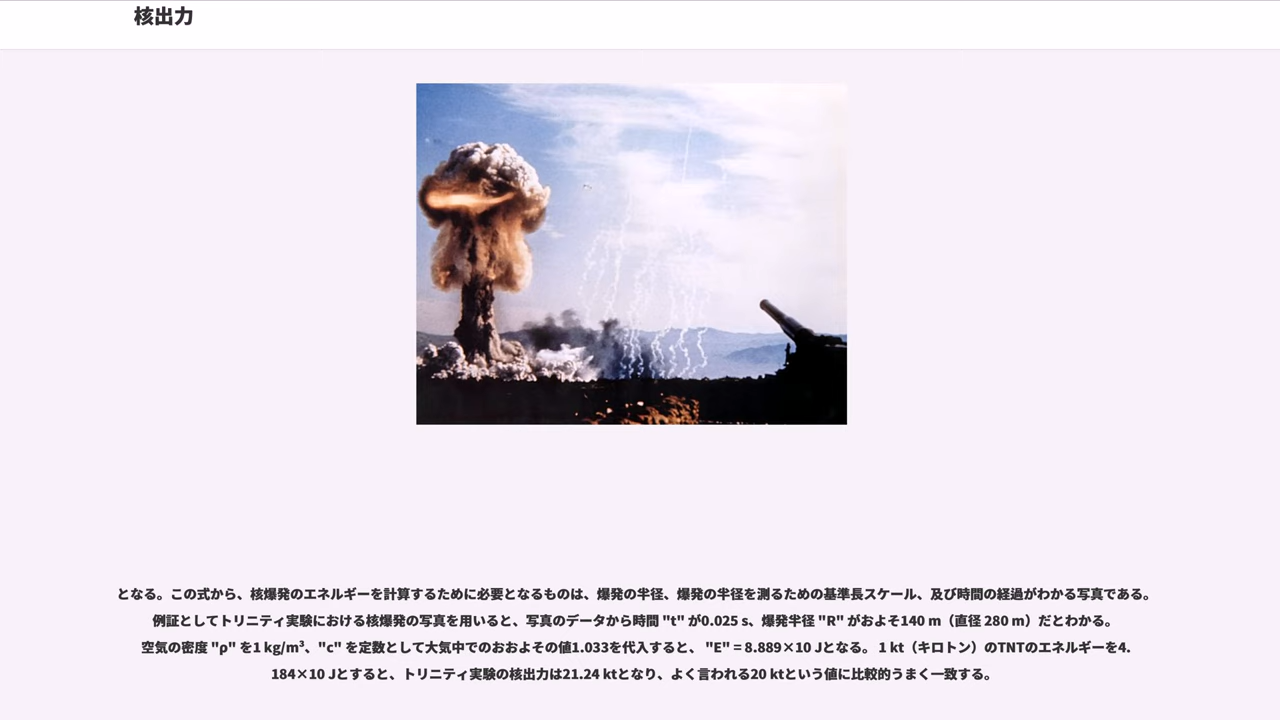 核出力
となる。この式から、核爆発のエネルギーを計算するために必要となるものは、爆発の半径、爆発の半径を測るための基準長スケール、及び時間の経過がわかる写真である。
例証としてトリニティ実験における核爆発の写真を用いると、写真のデータから時間 "t" が0.025 s、爆発半径 "R" がおよそ140 m（直径 280 m）だとわかる。
空気の密度 "ρ" を1 kg/m³、"c" を定数として大気中でのおおよその値1.033を代入すると、 "E" = 8.889×10 Jとなる。 1 kt（キロトン）のTNTのエネルギーを4.
184×10 Jとすると、トリニティ実験の核出力は21.24 ktとなり、よく言われる20 ktという値に比較的うまく一致する。